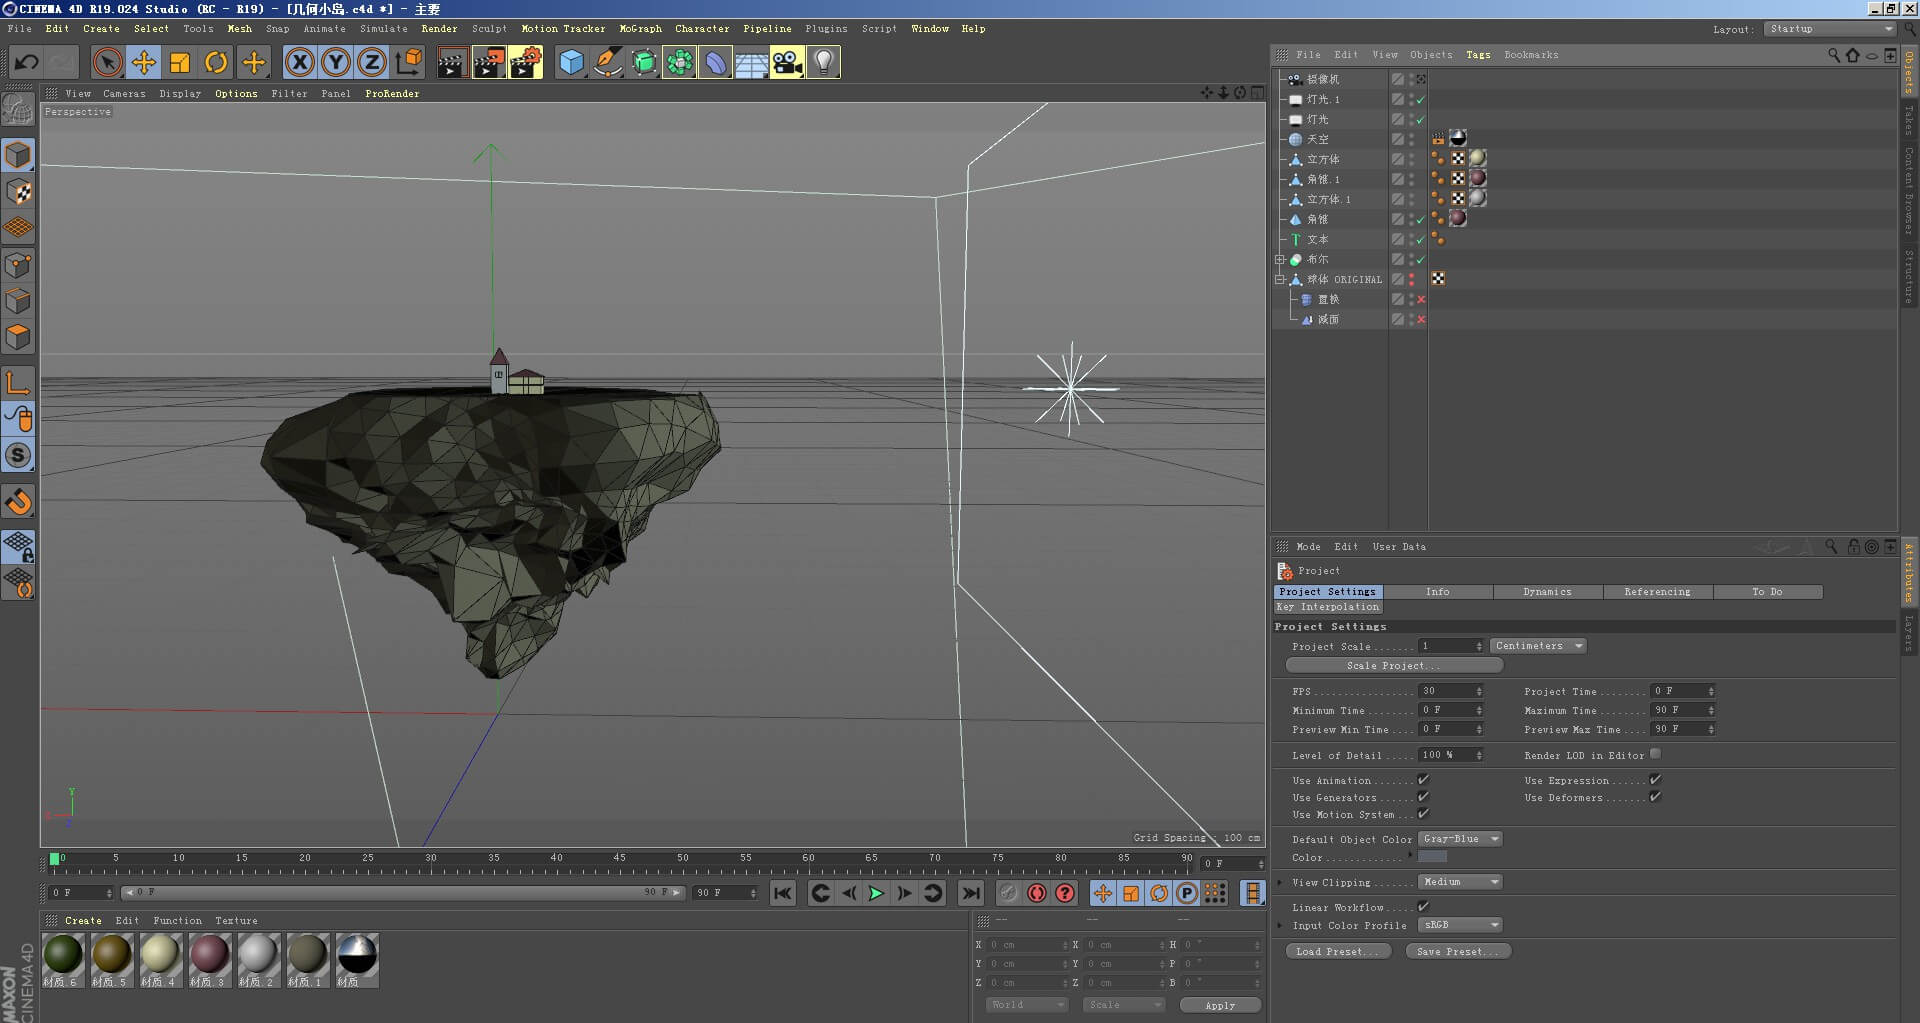 CINEMA 4D R19.024 Studio (RC - R19) - [几何小岛.c4d *] - 主要
File Edit Create Select Tools Mesh Snap Animate Simulate Render Sculpt Motion Tracker MoGraph Character Pipeline Plugins Script Window Help
Layout: Startup
View Cameras Display Options Filter Panel ProRender
Perspective
Grid Spacing : 100 cm
File Edit View Objects Tags Bookmarks
摄像机
灯光.1
灯光
天空
立方体
角锥.1
立方体.1
角锥
文本
布尔
球体 ORIGINAL
置换
减面
Objects
Takes
Content Browser
Structure
Mode Edit User Data
Project
Project Settings Info Dynamics Referencing To Do
Key Interpolation
Project Settings
Project Scale....... 1 Centimeters
Scale Project...
FPS 30 Project Time 0 F
Minimum Time 0 F Maximum Time 90 F
Preview Min Time 0 F Preview Max Time 90 F
Level of Detail 100 % Render LOD in Editor
Use Animation Use Expression
Use Generators Use Deformers
Use Motion System
Default Object Color Gray-Blue
Color
View Clipping Medium
Linear Workflow
Input Color Profile sRGB
Load Preset... Save Preset...
Attributes
Layers
0 5 10 15 20 25 30 35 40 45 50 55 60 65 70 75 80 85 90 0 F
0 F 0 F 90 F 90 F
Create Edit Function Texture
材质.6 材质.5 材质.4 材质.3 材质.2 材质.1 材质
-- -- --
X 0 cm X 0 cm H 0 °
Y 0 cm Y 0 cm P 0 °
Z 0 cm Z 0 cm B 0 °
World Scale Apply
MAXON
CINEMA 4D